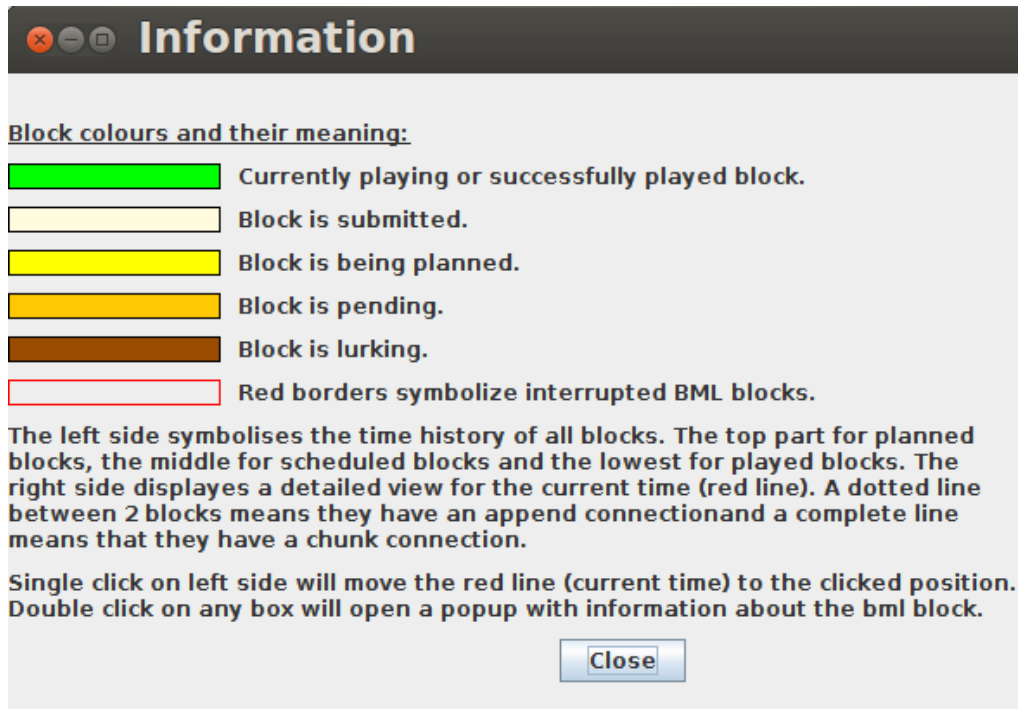 Information
Block colours and their meaning:
Currently playing or successfully played block.
Block is submitted.
Block is being planned.
Block is pending.
Block is lurking.
Red borders symbolize interrupted BML blocks.
The left side symbolises the time history of all blocks. The top part for planned
blocks, the middle for scheduled blocks and the lowest for played blocks. The
right side displayes a detailed view for the current time (red line). A dotted line
between 2 blocks means they have an append connectionand a complete line
means that they have a chunk connection.
Single click on left side will move the red line (current time) to the clicked position.
Double click on any box will open a popup with information about the bml block.
Close